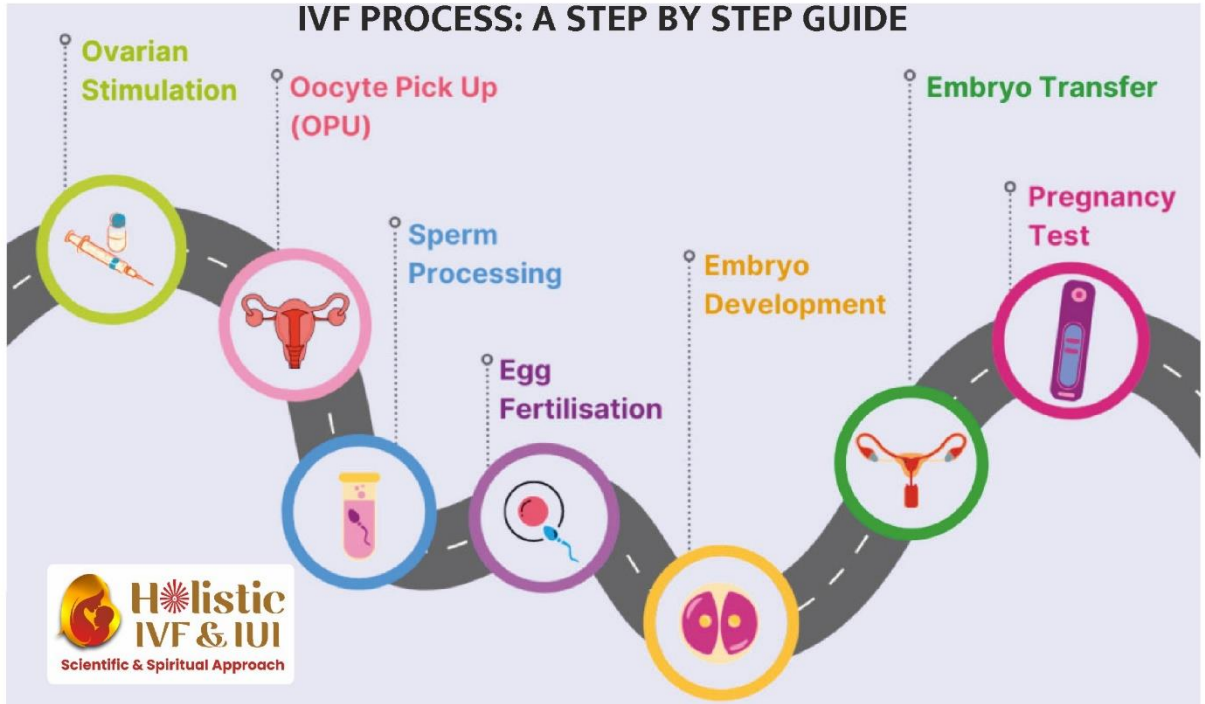 IVF PROCESS: A STEP BY STEP GUIDE
Ovarian
Stimulation
Oocyte Pick Up
(OPU)
Sperm
Processing
Egg
Fertilisation
Embryo
Development
Embryo Transfer
Pregnancy
Test
Holistic
IVF & IUI
Scientific & Spiritual Approach